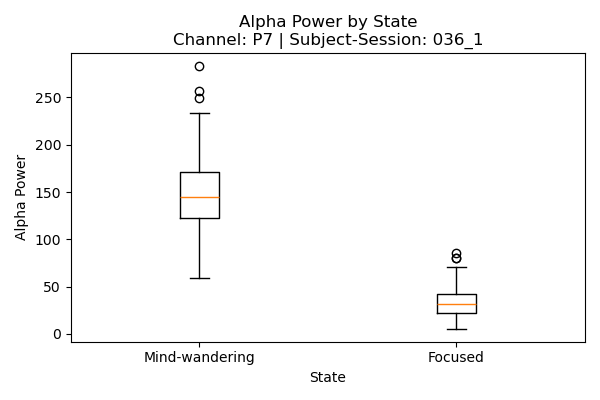 Alpha Power by State
Channel: P7 | Subject-Session: 036_1
250
200
150
100
50
0
Alpha Power
Mind-wandering
Focused
State